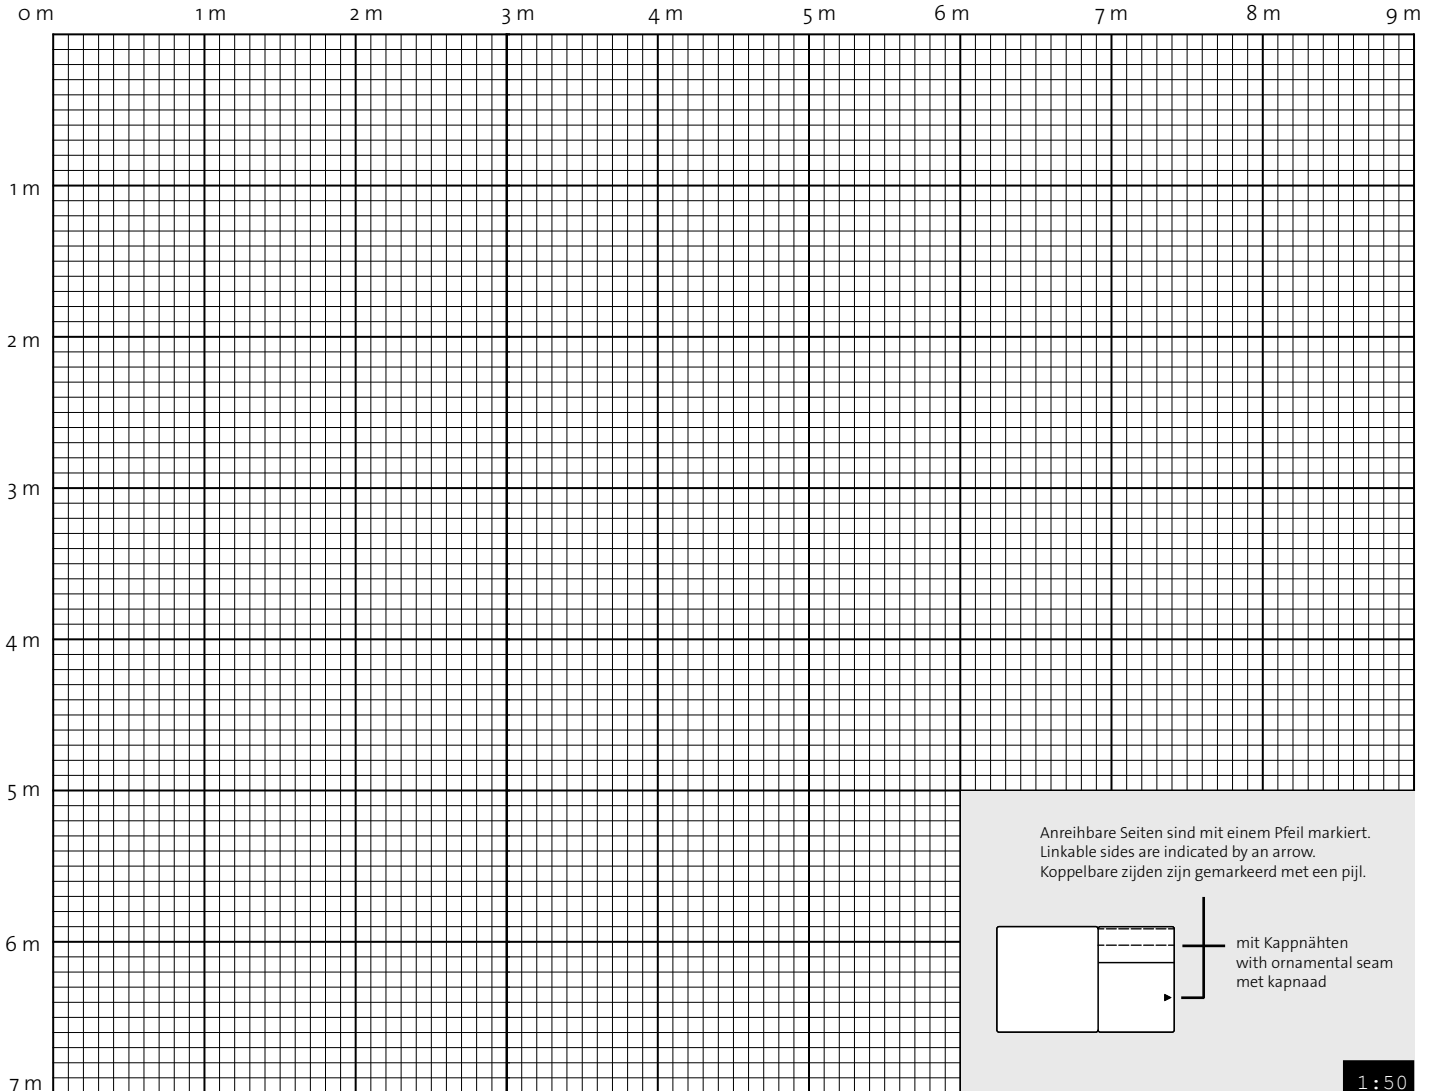 0 m 1 m 2 m 3 m 4 m 5 m 6 m 7 m 8 m 9 m
1 m
2 m
3 m
4 m
5 m
6 m
7 m
Anreihbare Seiten sind mit einem Pfeil markiert.
Linkable sides are indicated by an arrow.
Koppelbare zijden zijn gemarkeerd met een pijl.
mit Kappnähten
with ornamental seam
met kapnaad
1:50